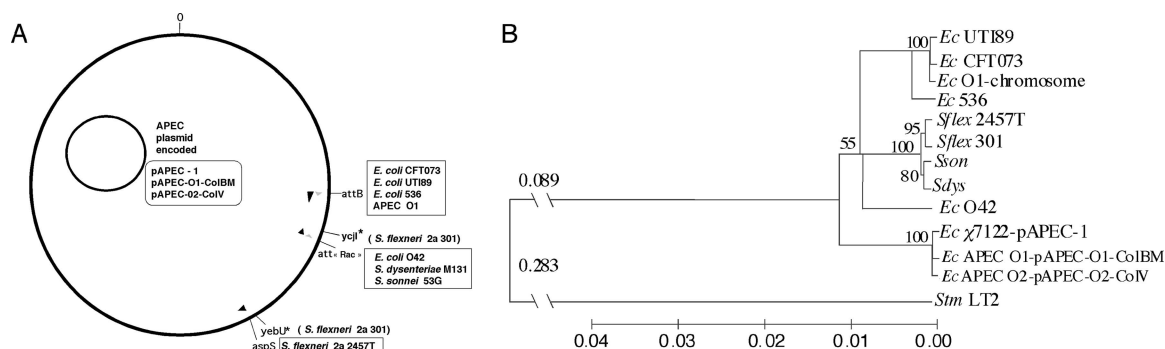 A
0
APEC
plasmid
encoded
pAPEC - 1
pAPEC-O1-ColBM
pAPEC-02-ColV
attB
E. coli CFT073
E. coli UTI89
E. coli 536
APEC O1
ycjI* ( S. flexneri 2a 301)
att« Rac »
E. coli O42
S. dysenteriae M131
S. sonnei 53G
yebU* ( S. flexneri 2a 301)
aspS S. flexneri 2a 2457T
B
100
Ec UTI89
Ec CFT073
Ec O1-chromosome
Ec 536
95
Sflex 2457T
55
100
Sflex 301
Sson
80
Sdys
0.089
Ec O42
100
Ec χ7122-pAPEC-1
Ec APEC O1-pAPEC-O1-ColBM
0.283
Ec APEC O2-pAPEC-O2-ColV
Stm LT2
0.04 0.03 0.02 0.01 0.00